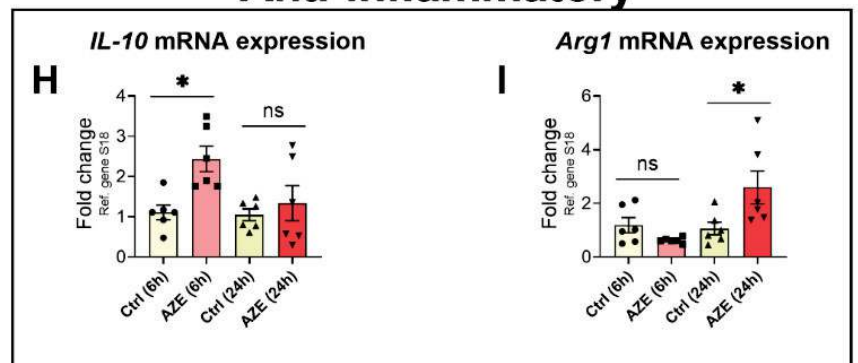 IL-10 mRNA expression
H
*
ns
4
3
2
1
0
Fold change
Ref. gene S18
Ctrl (6h)
AZE (6h)
Ctrl (24h)
AZE (24h)
Arg1 mRNA expression
I
ns
*
6
4
2
0
Fold change
Ref. gene S18
Ctrl (6h)
AZE (6h)
Ctrl (24h)
AZE (24h)